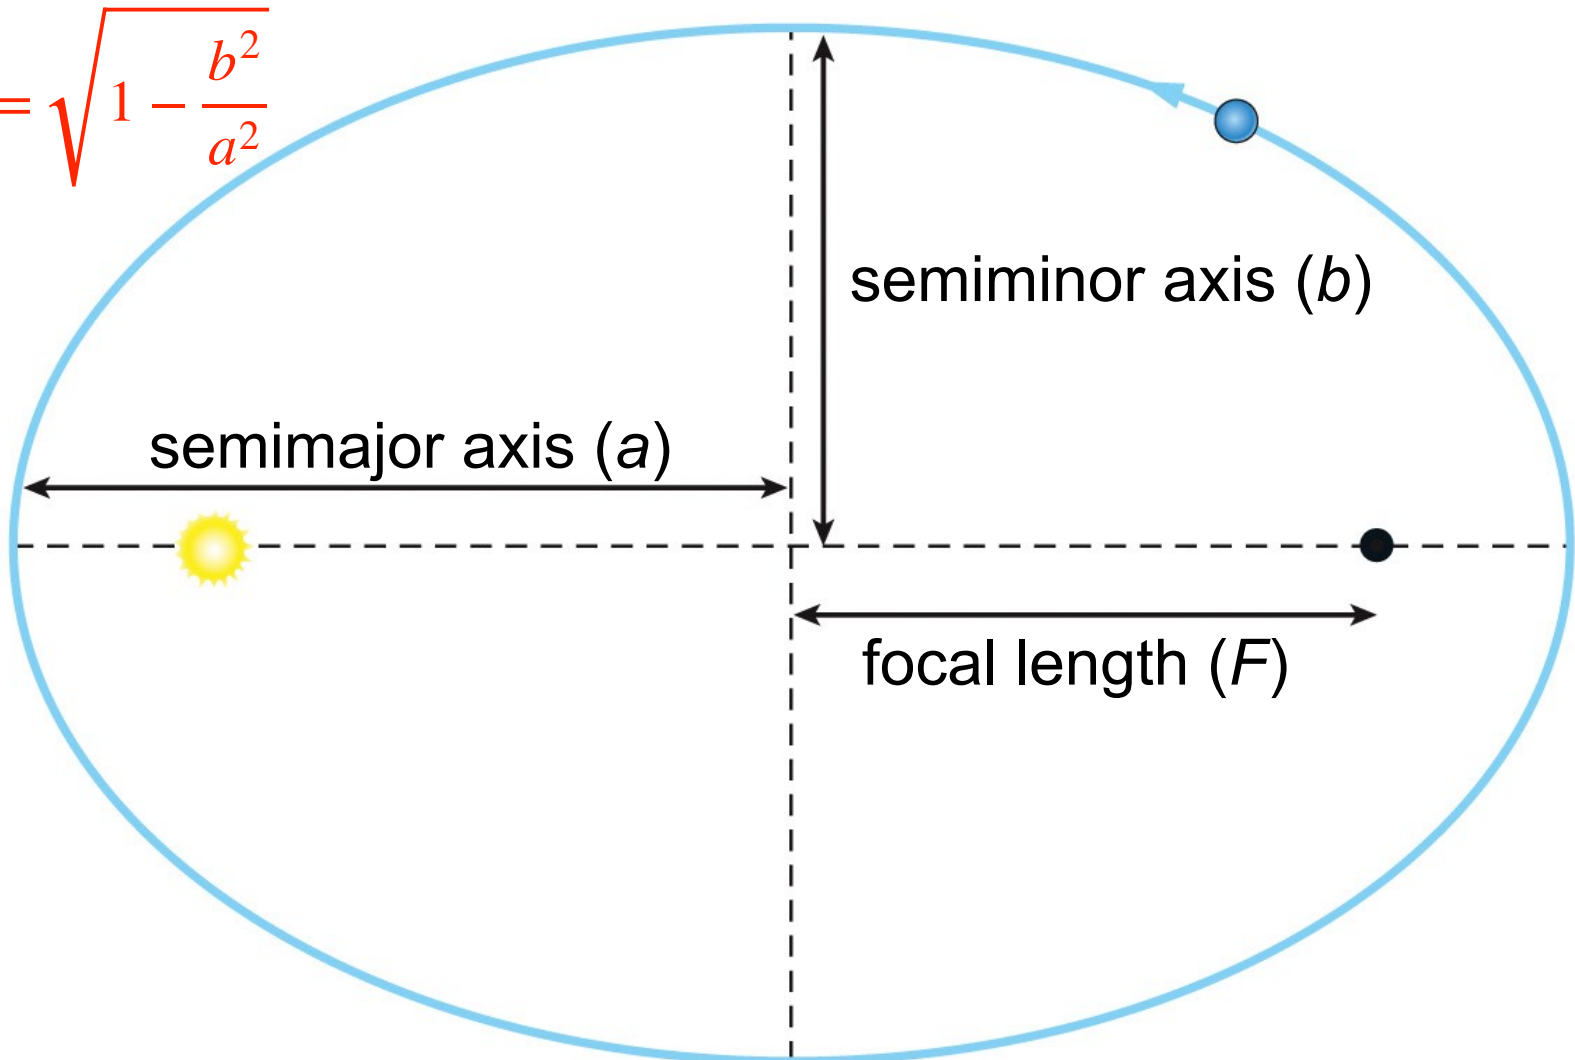 = √(1 − b²/a²)
semiminor axis (b)
semimajor axis (a)
focal length (F)